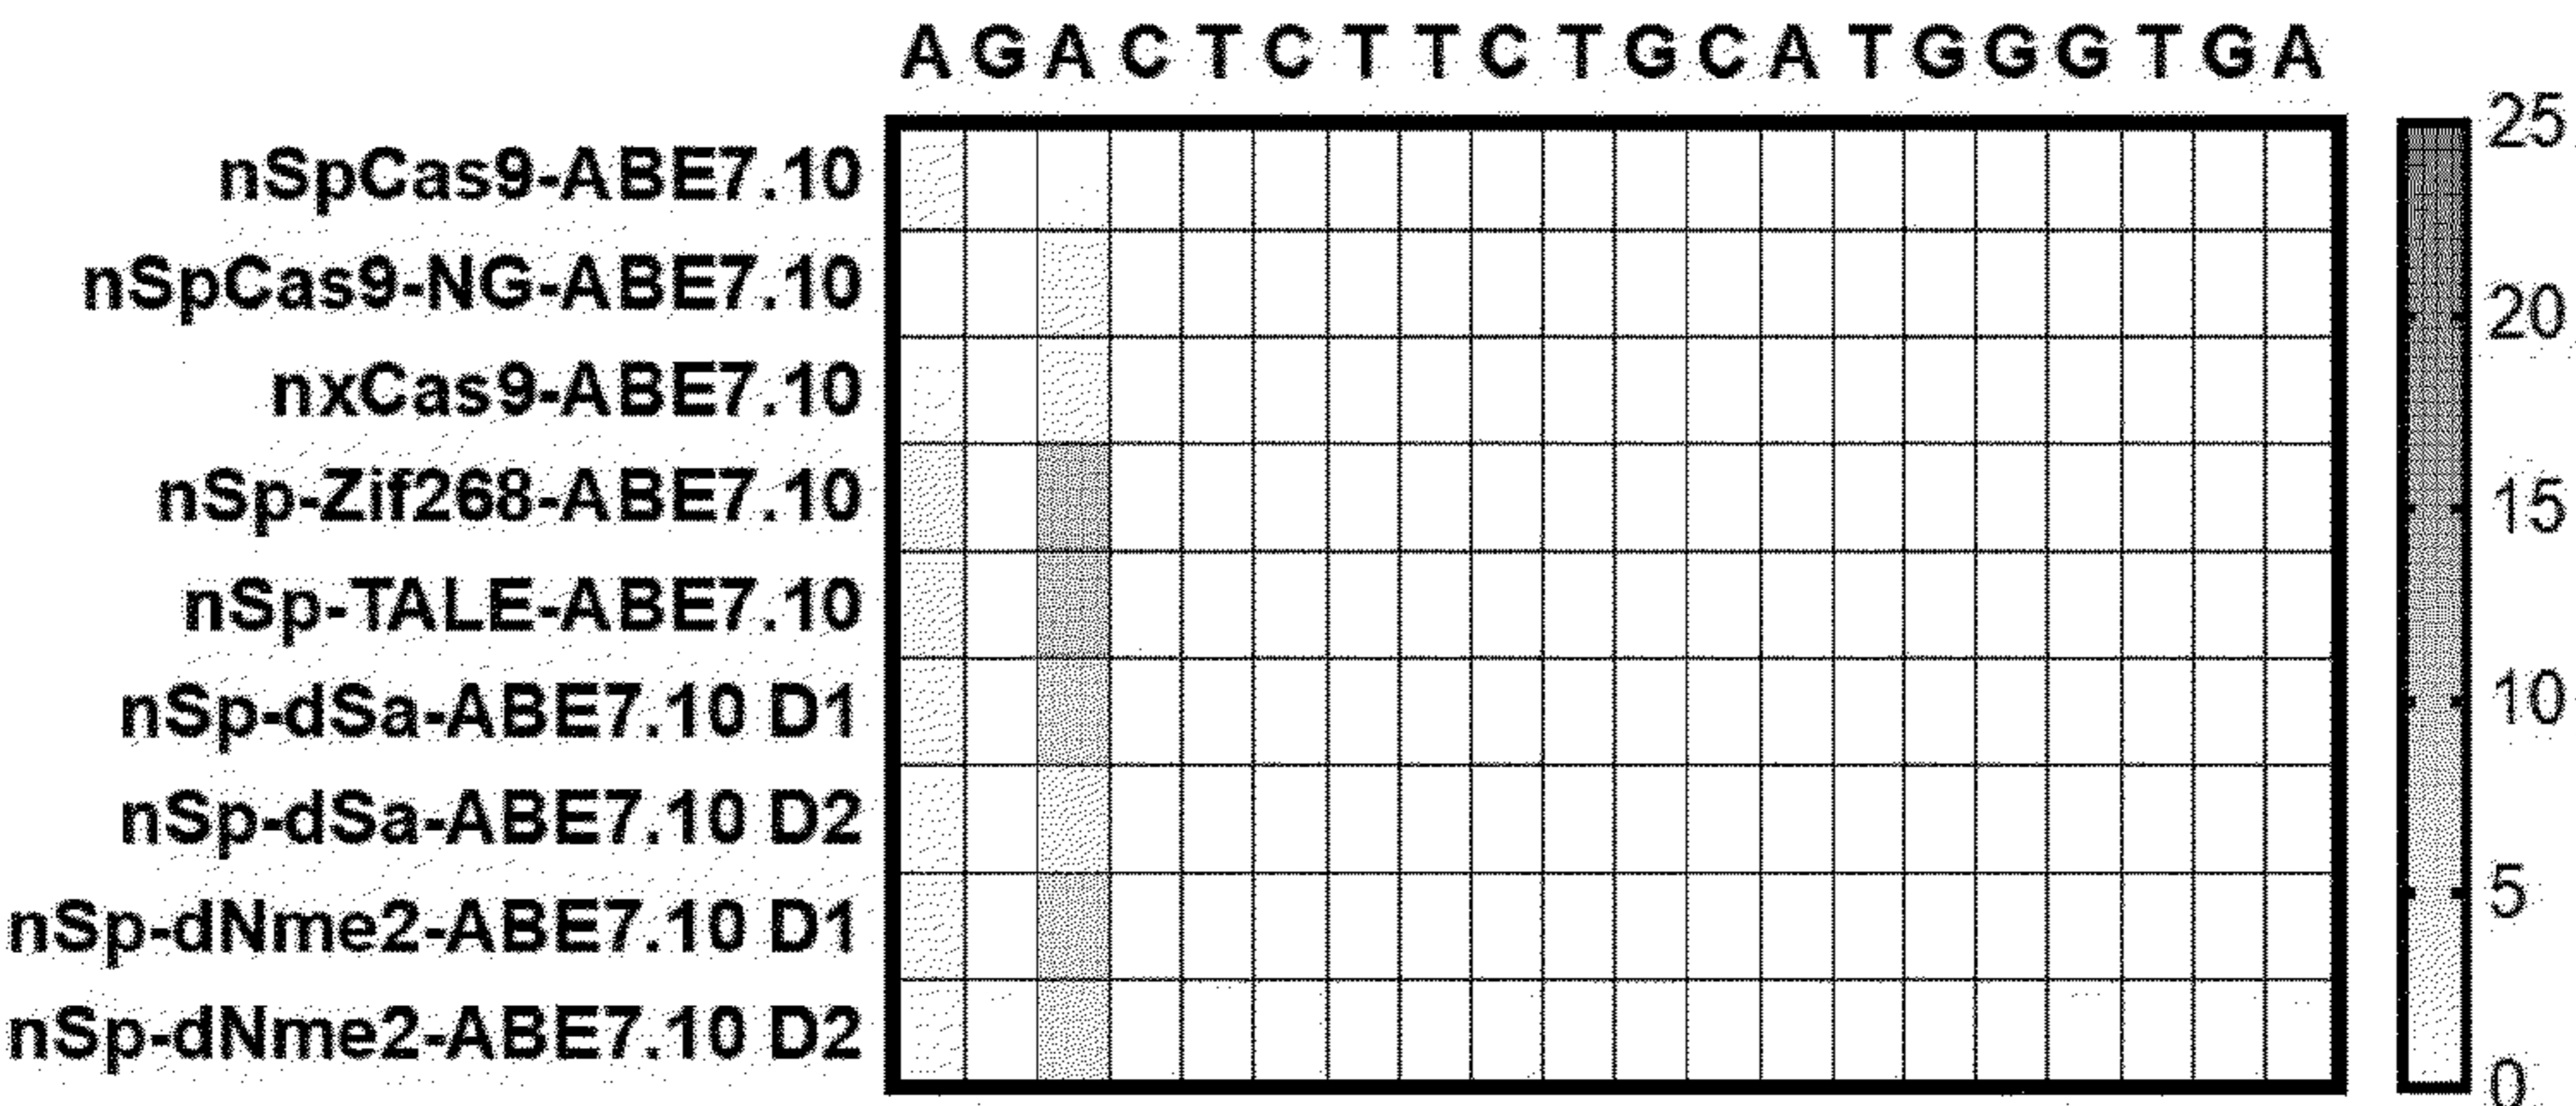 A G A C T C T T C T G C A T G G G T G A
nSpCas9-ABE7.10
nSpCas9-NG-ABE7.10
nxCas9-ABE7.10
nSp-Zif268-ABE7.10
nSp-TALE-ABE7.10
nSp-dSa-ABE7.10 D1
nSp-dSa-ABE7.10 D2
nSp-dNme2-ABE7.10 D1
nSp-dNme2-ABE7.10 D2
25
20
15
10
5
0